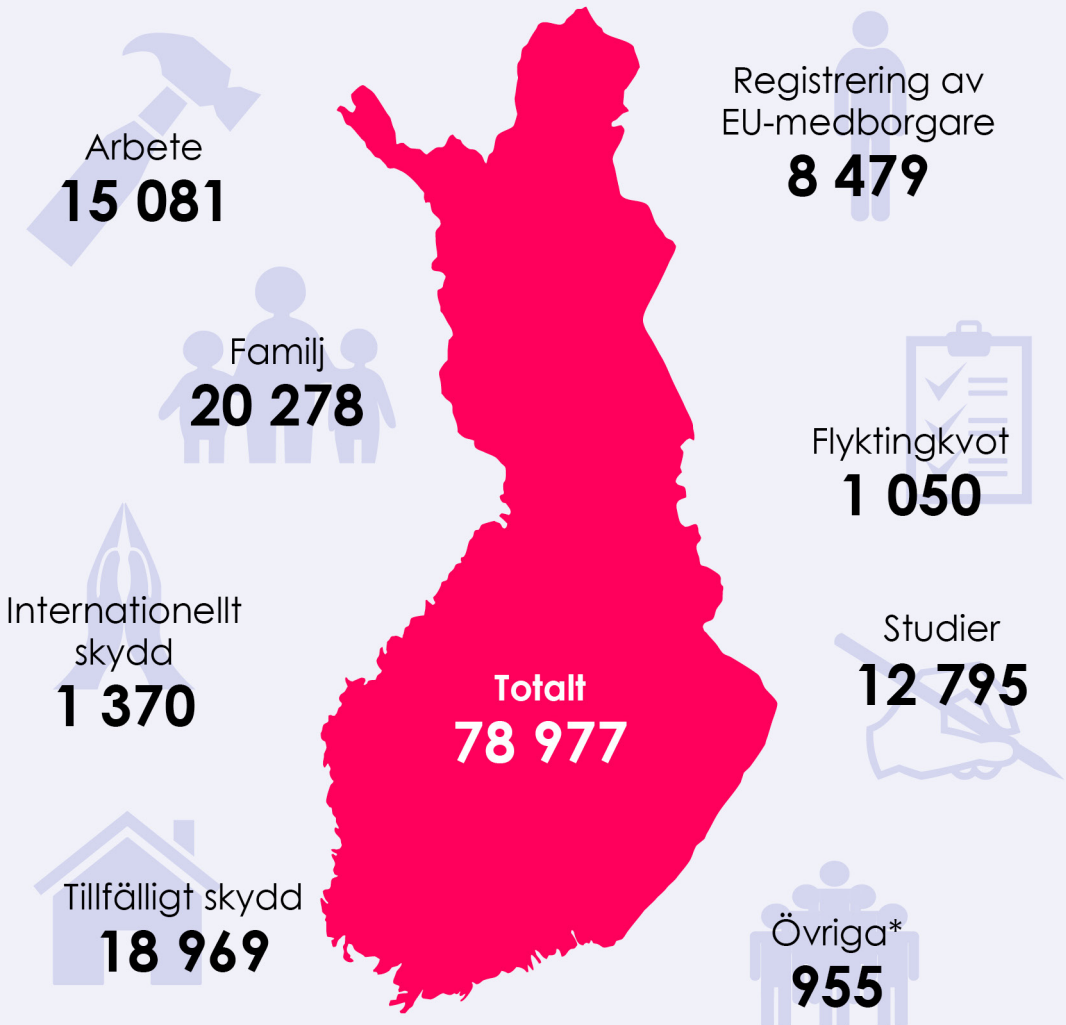 Arbete
15 081
Registrering av
EU-medborgare
8 479
Familj
20 278
Flyktingkvot
1 050
Internationellt
skydd
1 370
Studier
12 795
Totalt
78 977
Tillfälligt skydd
18 969
Övriga*
955